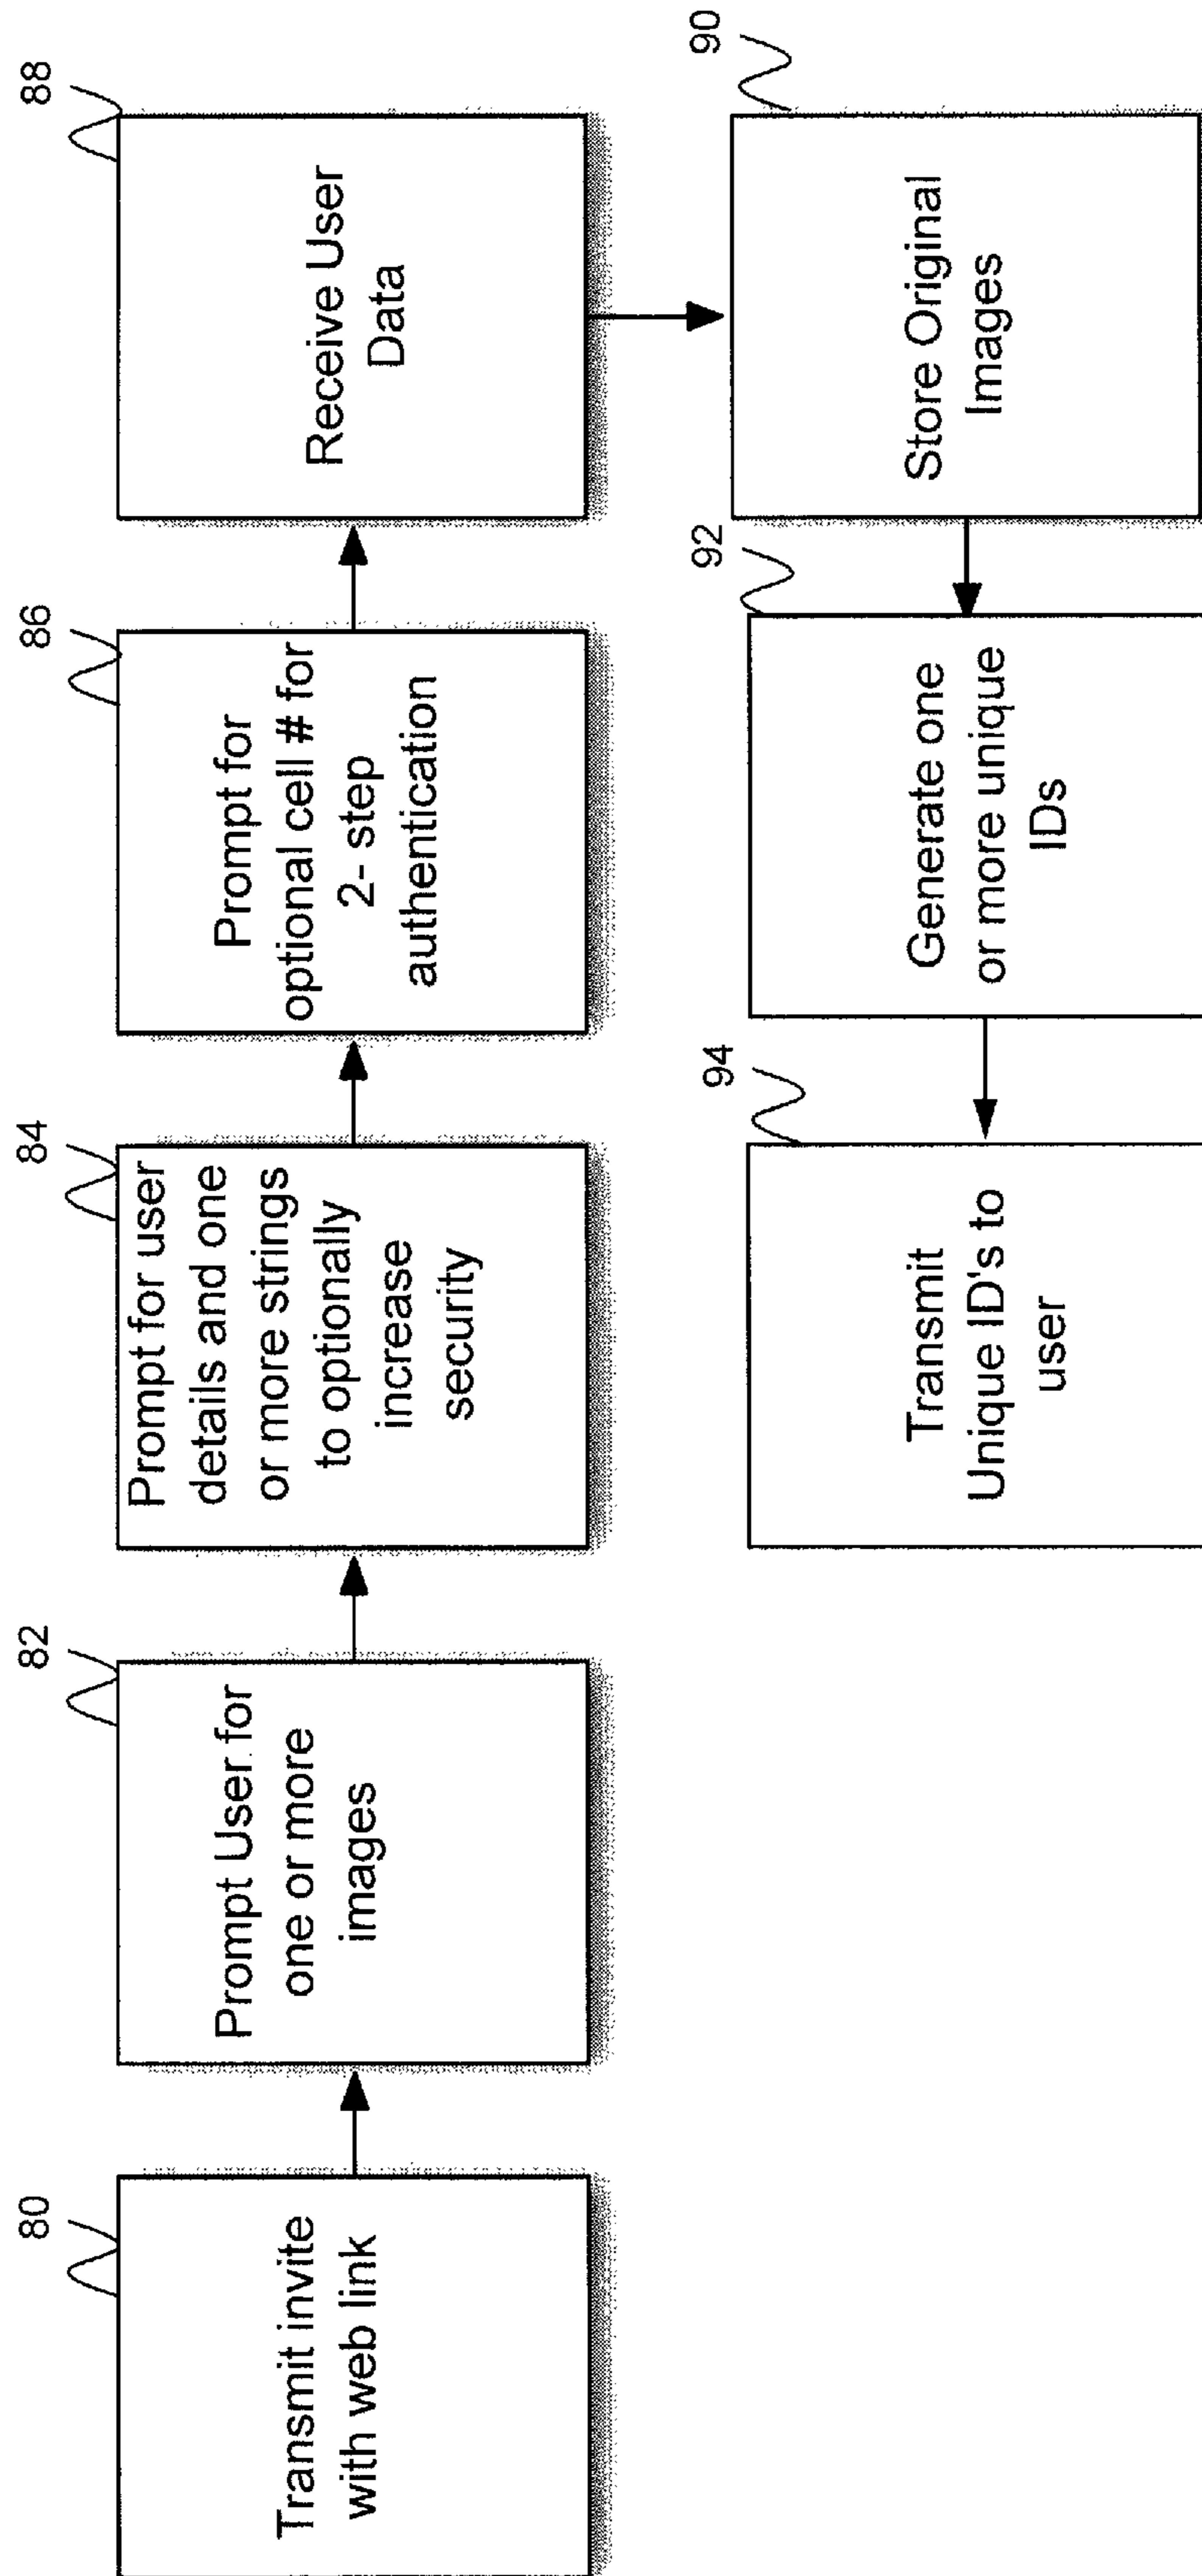 80
Transmit invite
with web link
82
Prompt User for
one or more
images
84
Prompt for user
details and one
or more strings
to optionally
increase
security
86
Prompt for
optional cell # for
2- step
authentication
88
Receive User
Data
90
Store Original
Images
92
Generate one
or more unique
IDs
94
Transmit
Unique ID's to
user